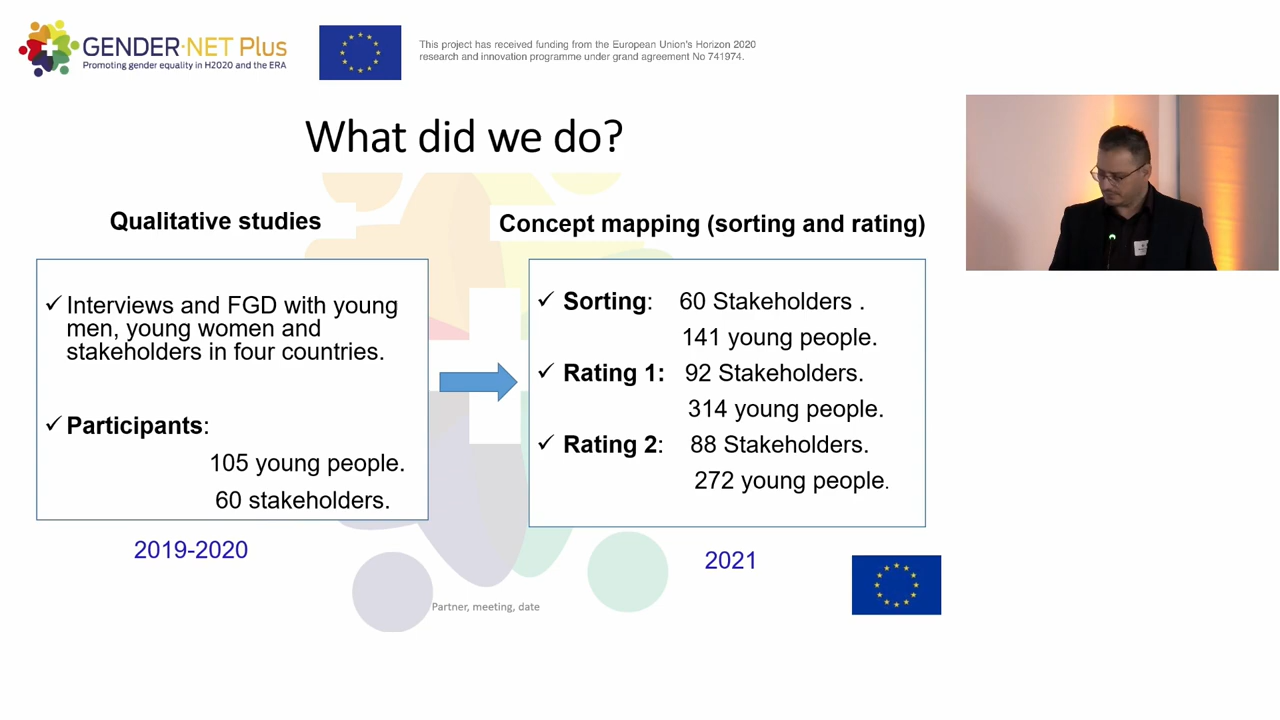 GENDER·NET Plus
Promoting gender equality in H2020 and the ERA
This project has received funding from the European Union's Horizon 2020
research and innovation programme under grand agreement No 741974.
What did we do?
Qualitative studies
✓ Interviews and FGD with young
men, young women and
stakeholders in four countries.
✓ Participants:
105 young people.
60 stakeholders.
2019-2020
Concept mapping (sorting and rating)
✓ Sorting: 60 Stakeholders .
141 young people.
✓ Rating 1: 92 Stakeholders.
314 young people.
✓ Rating 2: 88 Stakeholders.
272 young people.
2021
Partner, meeting, date